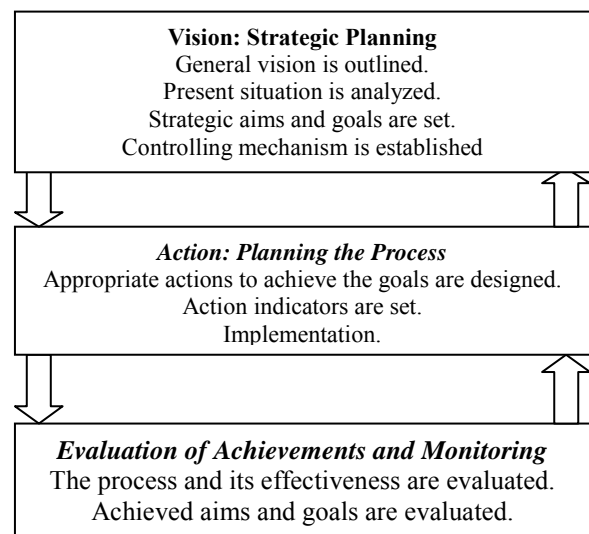 Vision: Strategic Planning
General vision is outlined.
Present situation is analyzed.
Strategic aims and goals are set.
Controlling mechanism is established
Action: Planning the Process
Appropriate actions to achieve the goals are designed.
Action indicators are set.
Implementation.
Evaluation of Achievements and Monitoring
The process and its effectiveness are evaluated.
Achieved aims and goals are evaluated.